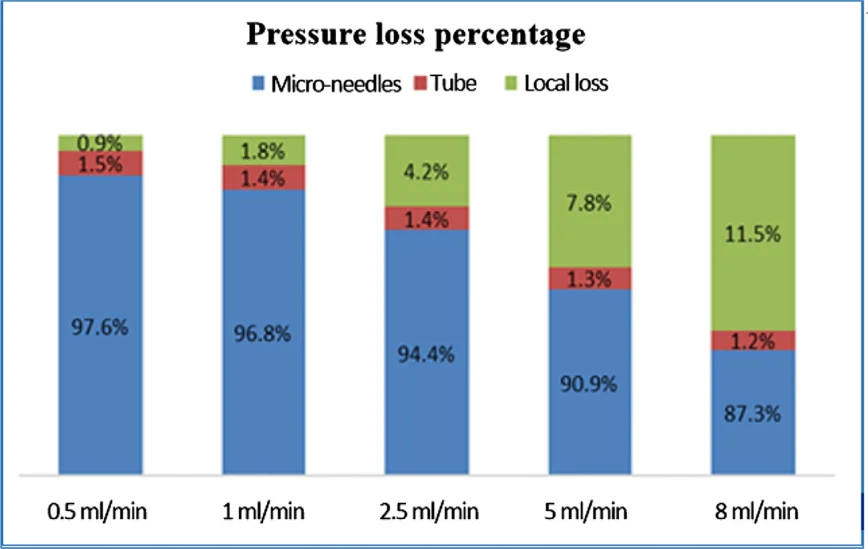 Pressure loss percentage
Micro-needles Tube Local loss
0.9% 1.8% 4.2% 7.8% 11.5%
1.5% 1.4% 1.4% 1.3% 1.2%
97.6% 96.8% 94.4% 90.9% 87.3%
0.5 ml/min 1 ml/min 2.5 ml/min 5 ml/min 8 ml/min